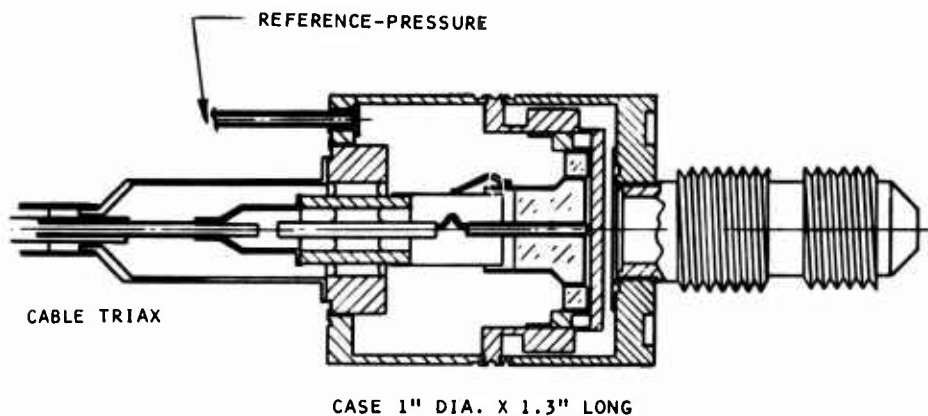 REFERENCE-PRESSURE
CABLE TRIAX
CASE 1" DIA. X 1.3" LONG